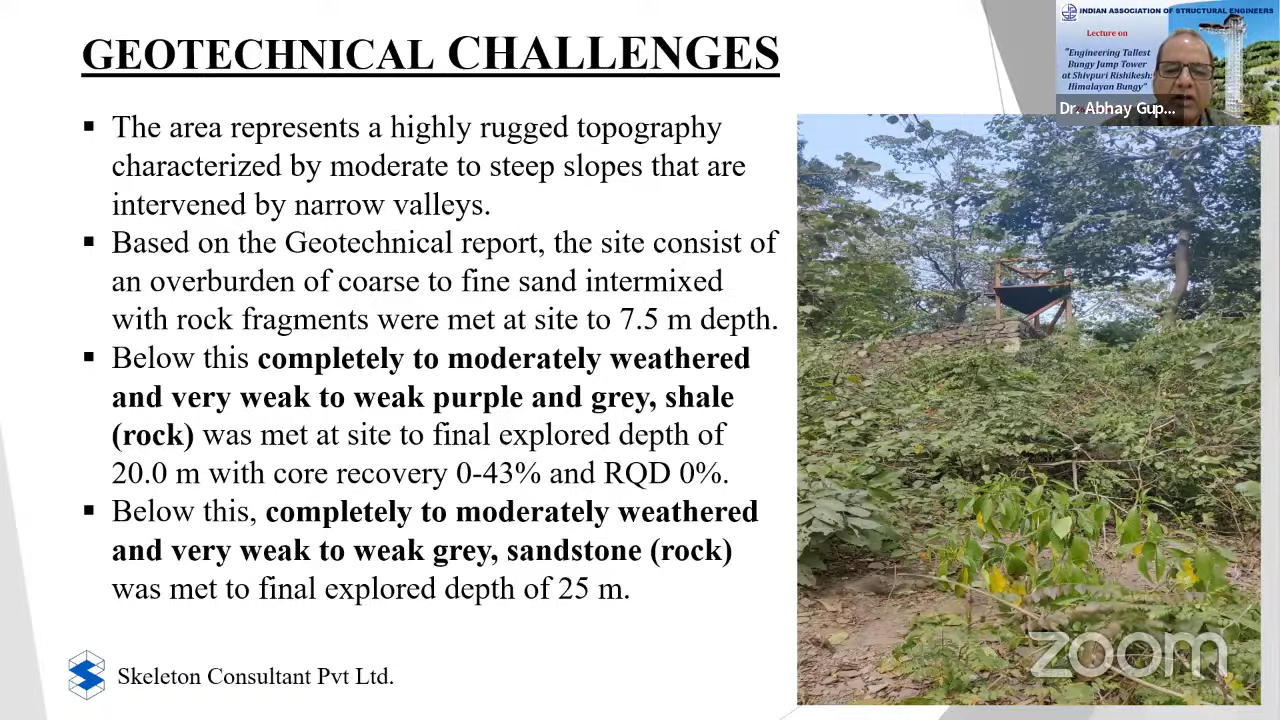 GEOTECHNICAL CHALLENGES
▪ The area represents a highly rugged topography
characterized by moderate to steep slopes that are
intervened by narrow valleys.
▪ Based on the Geotechnical report, the site consist of
an overburden of coarse to fine sand intermixed
with rock fragments were met at site to 7.5 m depth.
▪ Below this completely to moderately weathered
and very weak to weak purple and grey, shale
(rock) was met at site to final explored depth of
20.0 m with core recovery 0-43% and RQD 0%.
▪ Below this, completely to moderately weathered
and very weak to weak grey, sandstone (rock)
was met to final explored depth of 25 m.
Skeleton Consultant Pvt Ltd.
INDIAN ASSOCIATION OF STRUCTURAL ENGINEERS
Lecture on
"Engineering Tallest
Bungy Jump Tower
at Shivpuri Rishikesh:
Himalayan Bungy"
Dr. Abhay Gup...
zoom